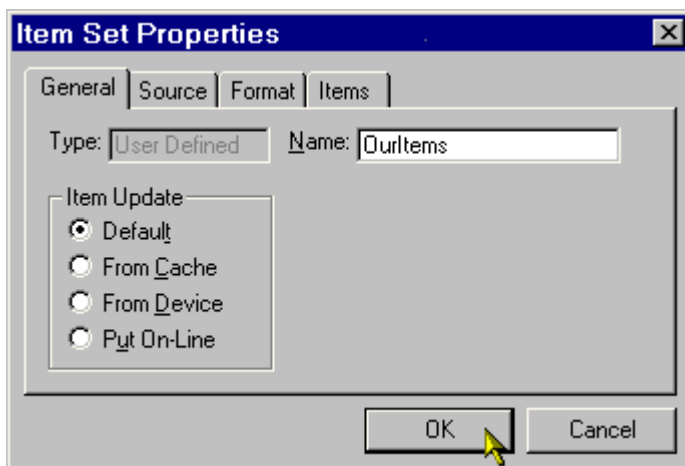 Item Set Properties
General Source Format Items
Type: User Defined Name: OurItems
Item Update
Default
From Cache
From Device
Put On-Line
OK Cancel